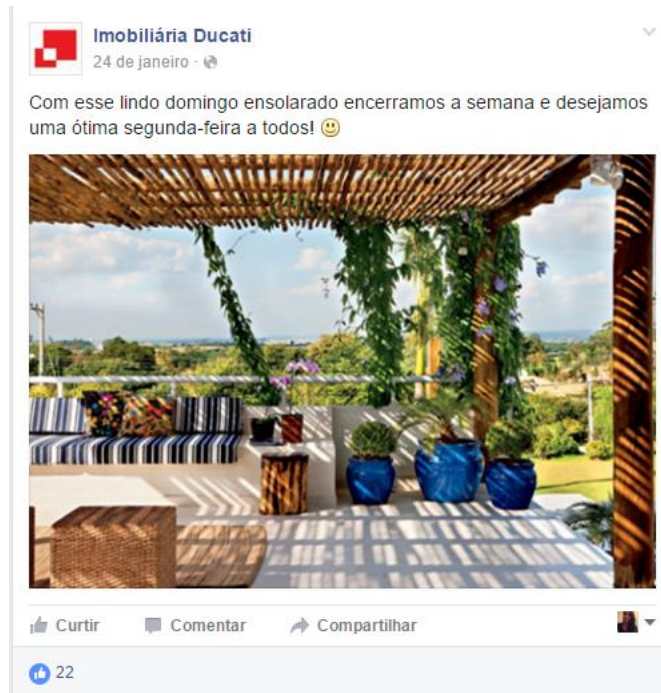 Imobiliária Ducati
24 de janeiro ·
Com esse lindo domingo ensolarado encerramos a semana e desejamos
uma ótima segunda-feira a todos! 🙂
Curtir Comentar Compartilhar
22